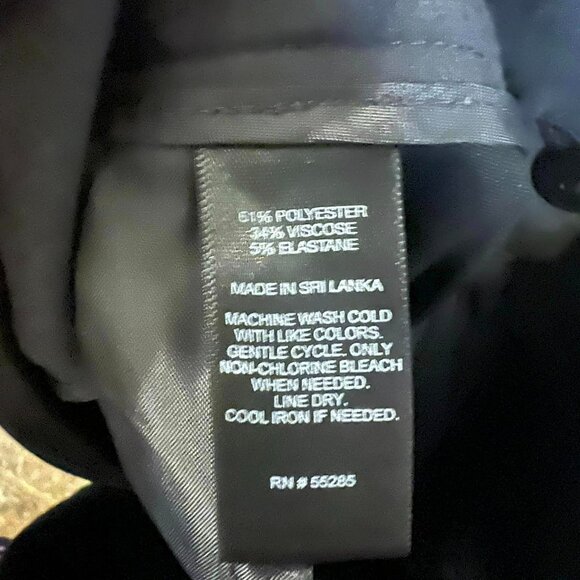 61% POLYESTER
34% VISCOSE
5% ELASTANE
MADE IN SRI LANKA
MACHINE WASH COLD
WITH LIKE COLORS.
GENTLE CYCLE. ONLY
NON-CHLORINE BLEACH
WHEN NEEDED.
LINE DRY.
COOL IRON IF NEEDED.
RN # 55285